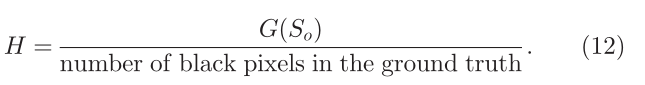 H = G(S_o) / number of black pixels in the ground truth . (12)